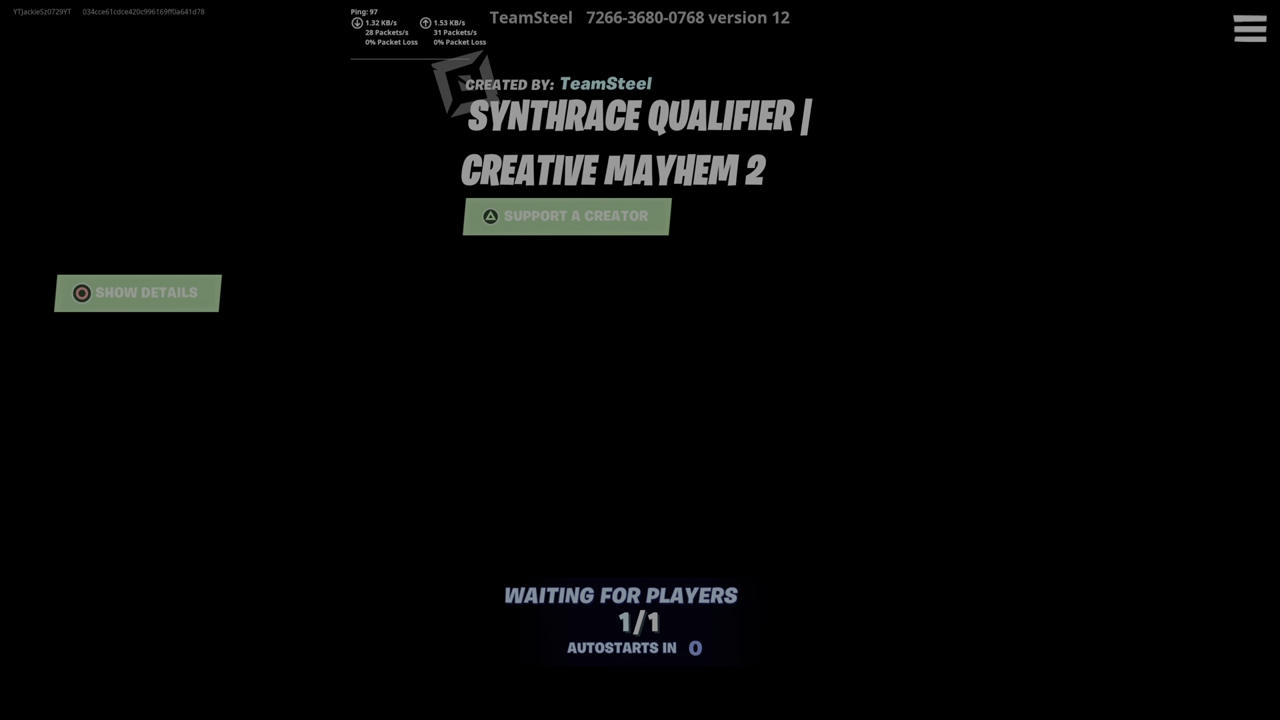 YTJackieSz0729YT 034cce61cdce420c996169ff0a641d78
Ping: 97
1.32 KB/s 1.53 KB/s
28 Packets/s 31 Packets/s
0% Packet Loss 0% Packet Loss
TeamSteel 7266-3680-0768 version 12
CREATED BY: TeamSteel
SYNTHRACE QUALIFIER |
CREATIVE MAYHEM 2
SUPPORT A CREATOR
SHOW DETAILS
WAITING FOR PLAYERS
1/1
AUTOSTARTS IN 0